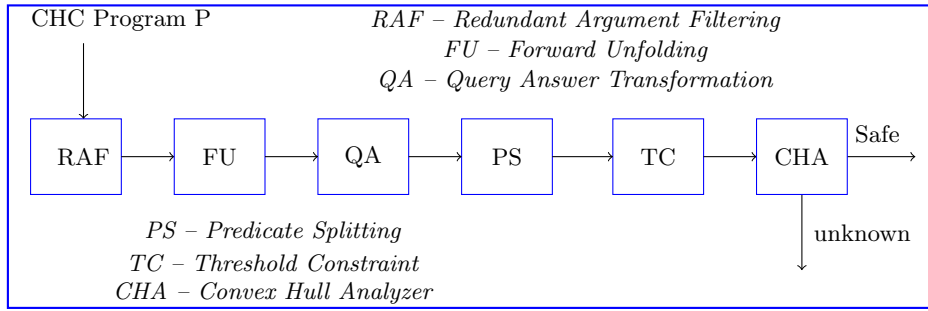 CHC Program P
RAF – Redundant Argument Filtering
FU – Forward Unfolding
QA – Query Answer Transformation
RAF
FU
QA
PS
TC
CHA
Safe
PS – Predicate Splitting
TC – Threshold Constraint
CHA – Convex Hull Analyzer
unknown